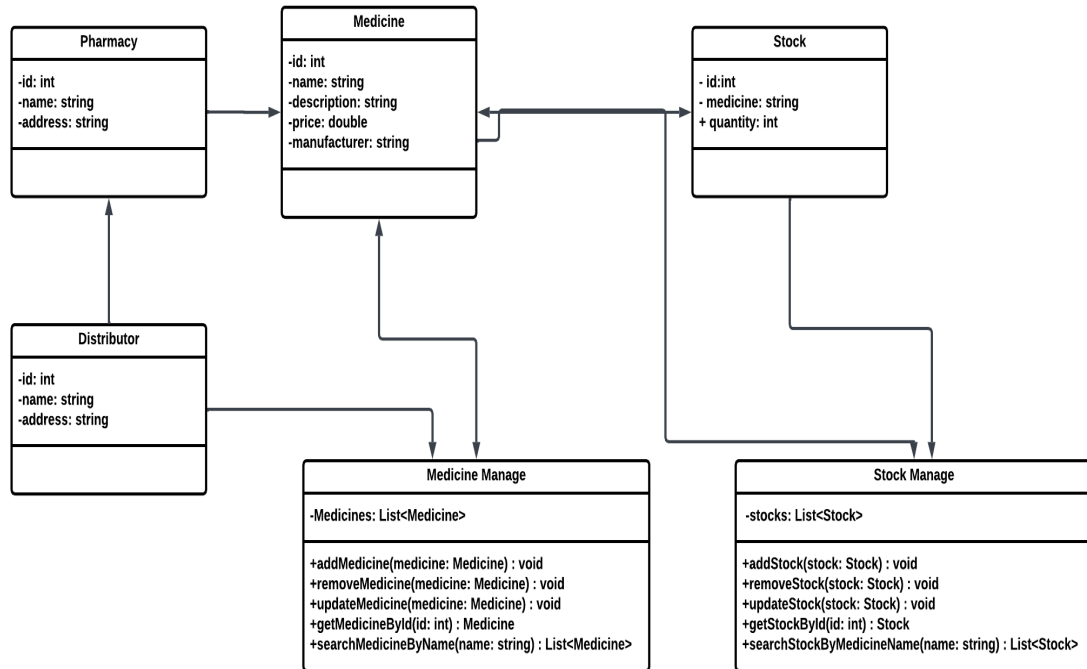 Pharmacy
-id: int
-name: string
-address: string
Medicine
-id: int
-name: string
-description: string
-price: double
-manufacturer: string
Stock
- id:int
- medicine: string
+ quantity: int
Distributor
-id: int
-name: string
-address: string
Medicine Manage
-Medicines: List<Medicine>
+addMedicine(medicine: Medicine) : void
+removeMedicine(medicine: Medicine) : void
+updateMedicine(medicine: Medicine) : void
+getMedicineById(id: int) : Medicine
+searchMedicineByName(name: string) : List<Medicine>
Stock Manage
-stocks: List<Stock>
+addStock(stock: Stock) : void
+removeStock(stock: Stock) : void
+updateStock(stock: Stock) : void
+getStockById(id: int) : Stock
+searchStockByMedicineName(name: string) : List<Stock>